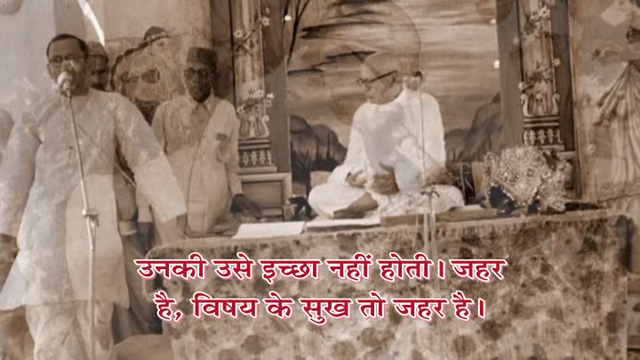 उनकी उसे इच्छा नहीं होती। जहर
है, विषय के सुख तो जहर है।